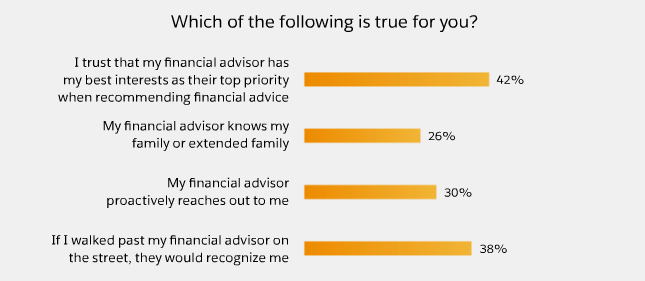 Which of the following is true for you?
I trust that my financial advisor has
my best interests as their top priority
when recommending financial advice
42%
My financial advisor knows my
family or extended family
26%
My financial advisor
proactively reaches out to me
30%
If I walked past my financial advisor on
the street, they would recognize me
38%